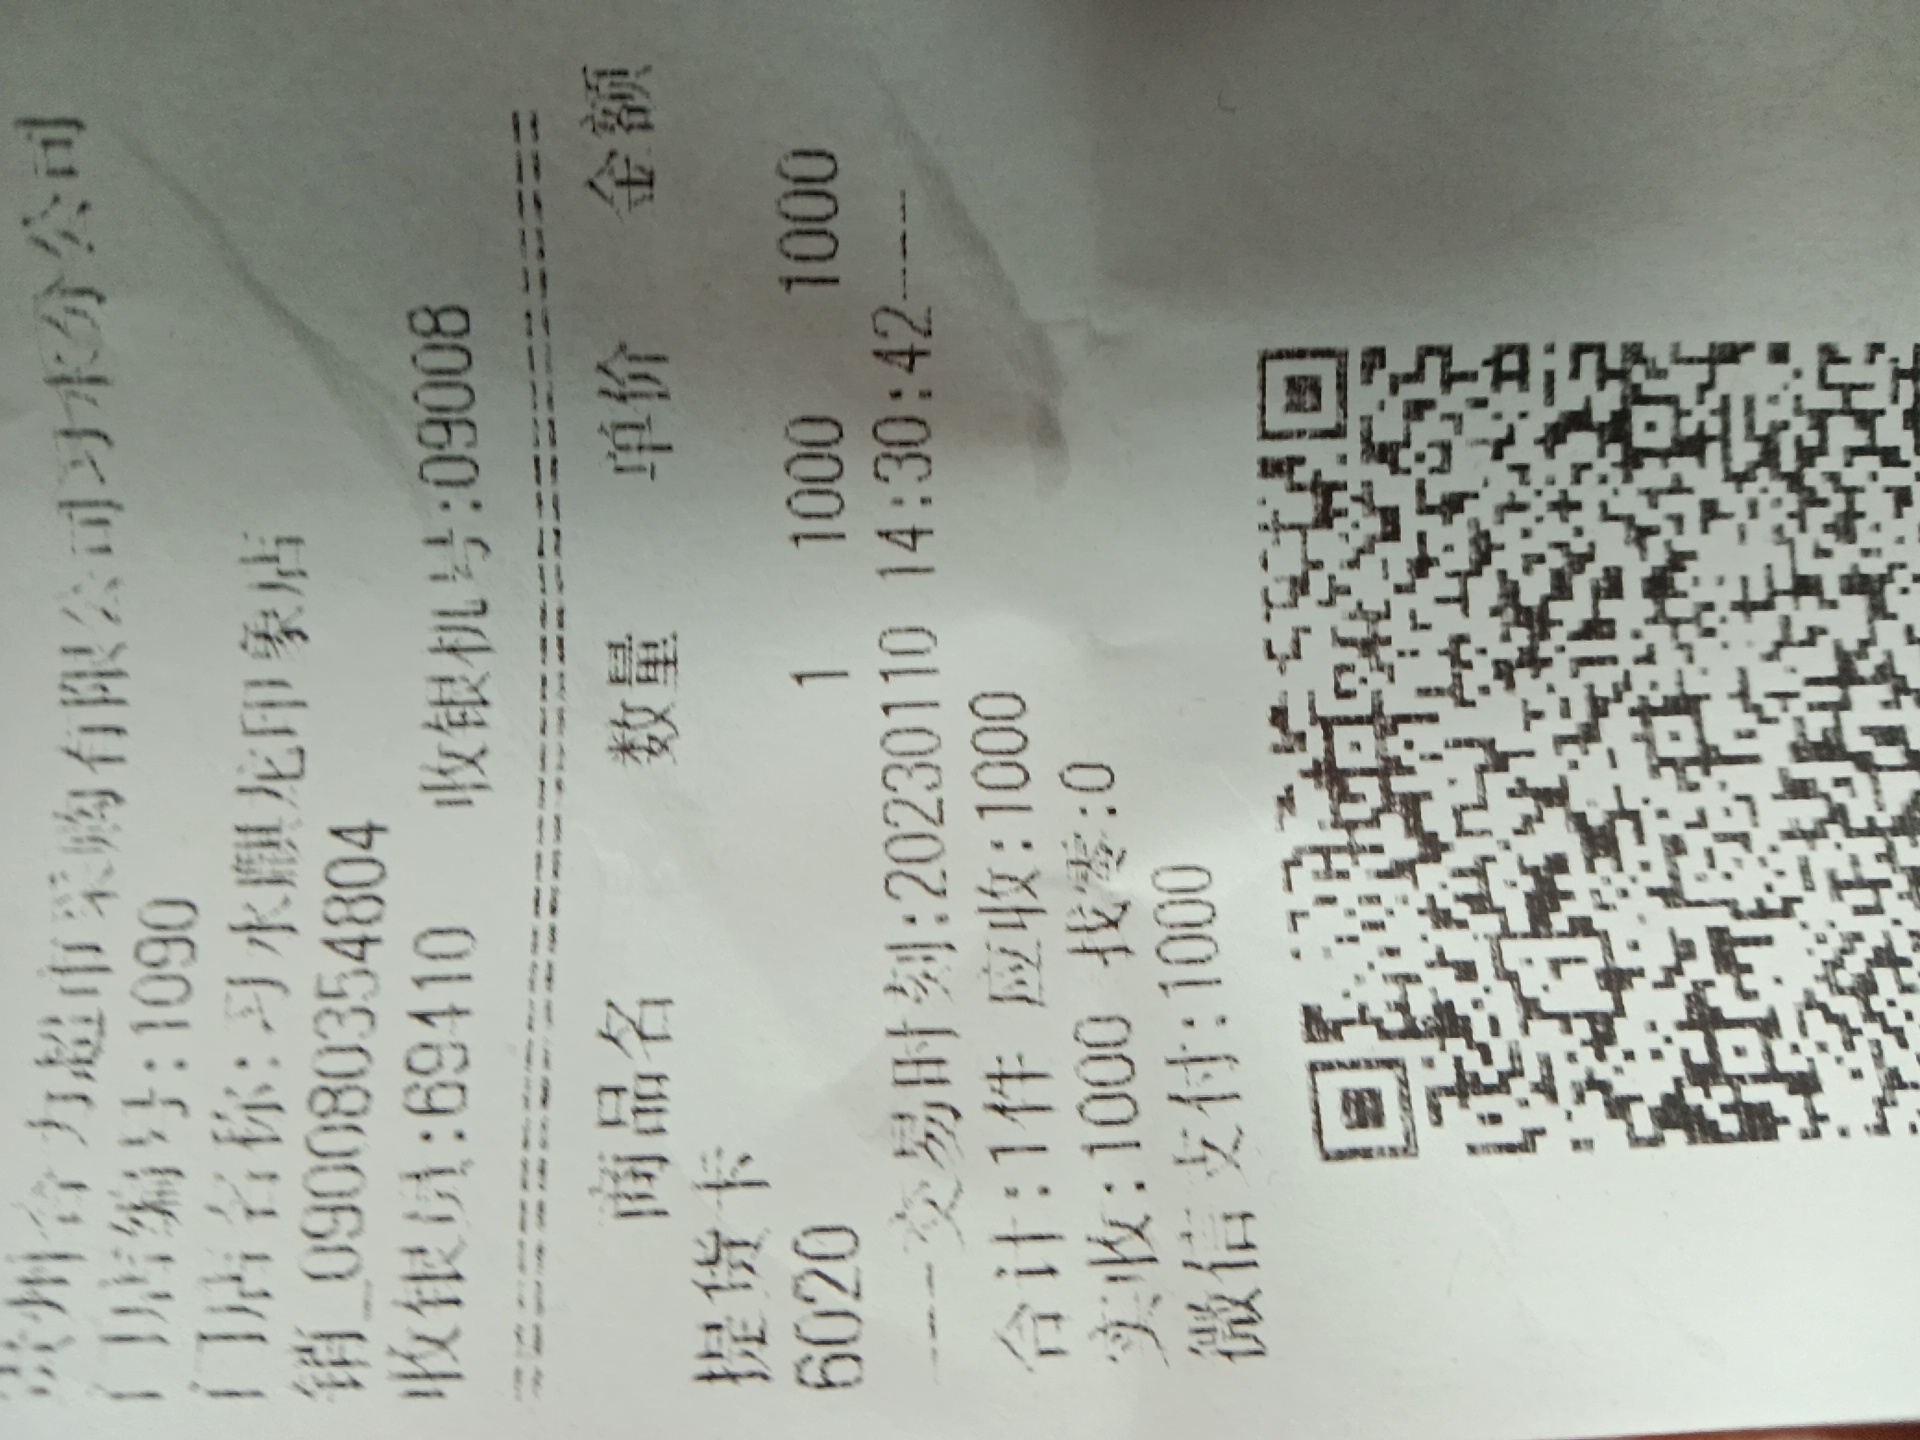 贵州合力超市采购有限公司习水分公司
门店编号:1090
门店名称:习水麒龙印象店
销_0900803554804
收银员:69410 收银机号:09008
商品名 数量 单价 金额
提货卡
6020 1 1000 1000
----交易时刻:20230110 14:30:42-----
合计:1件 应收:1000
实收:1000 找零:0
微信支付:1000